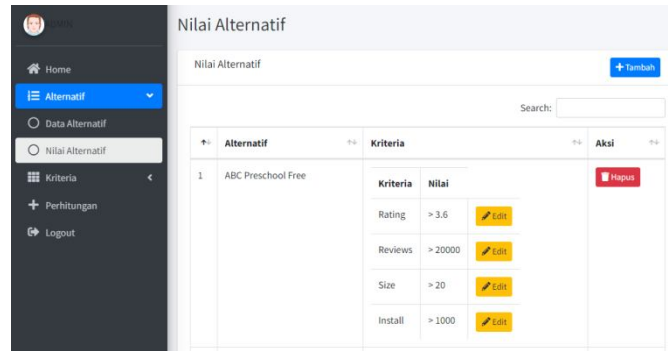 Nilai Alternatif
Home
Alternatif
Data Alternatif
Nilai Alternatif
Kriteria
Perhitungan
Logout
Nilai Alternatif
+ Tambah
Search:
Alternatif Kriteria Aksi
1 ABC Preschool Free Hapus
Kriteria Nilai
Rating > 3.6 Edit
Reviews > 20000 Edit
Size > 20 Edit
Install > 1000 Edit